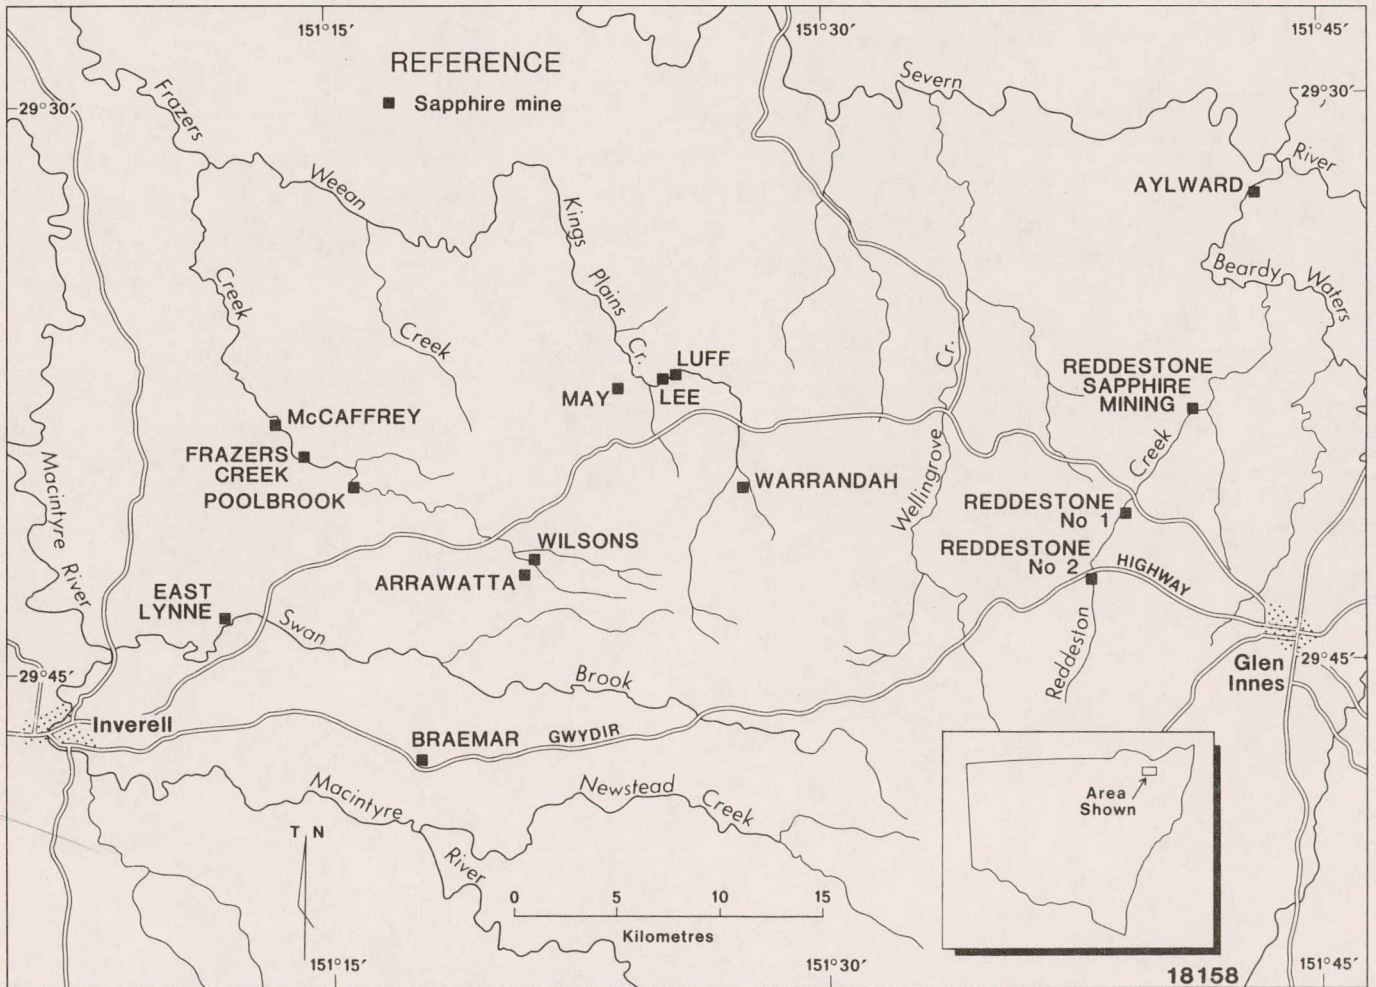 151°15′
151°30′
151°45′
REFERENCE
Sapphire mine
29°30′
29°30′
Frazers
Weean
Severn
River
AYLWARD
Kings
Plains
Cr.
Beardy
Waters
Creek
Creek
Cr.
LUFF
LEE
MAY
REDDESTONE
SAPPHIRE
MINING
McCAFFREY
FRAZERS
CREEK
POOLBROOK
Macintyre River
WARRANDAH
Wellingrove
Creek
REDDESTONE
No 1
REDDESTONE
No 2
HIGHWAY
WILSONS
ARRAWATTA
EAST
LYNNE
Swan
Brook
Reddeston
Glen
Innes
29°45′
29°45′
Inverell
BRAEMAR
GWYDIR
Macintyre
River
Newstead
Creek
Area
Shown
T N
0 5 10 15
Kilometres
151°15′
151°30′
151°45′
18158